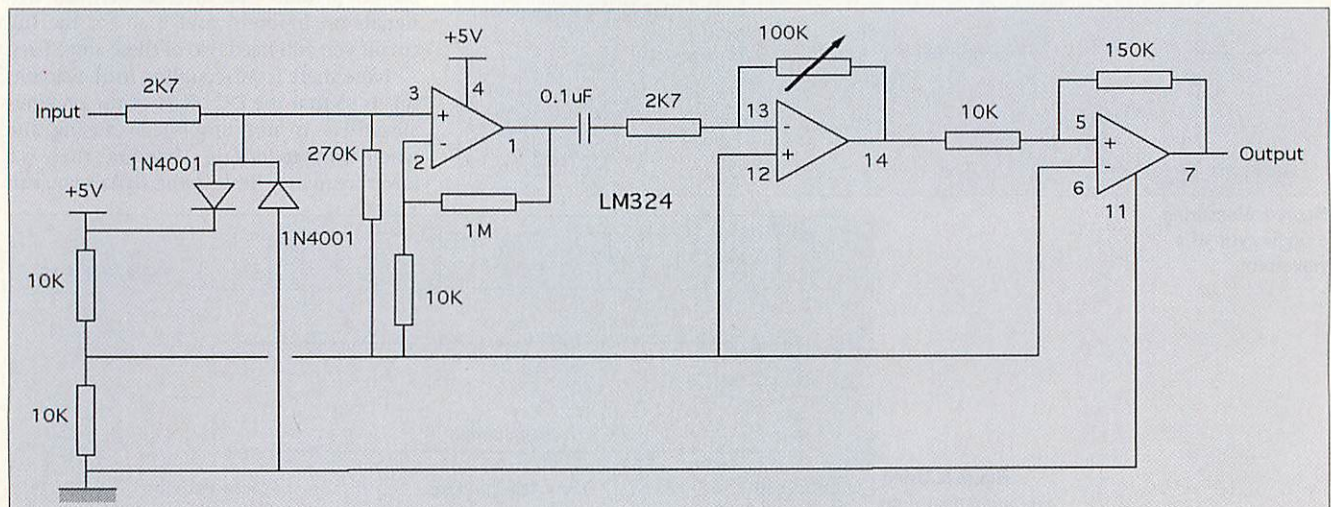 100K
150K
+5V
2K7
4
0.1uF
2K7
Input
3
+
-
2
1
13
-
+
12
14
10K
5
+
-
6
7
Output
270K
1N4001
+5V
1M
LM324
11
1N4001
10K
10K
10K